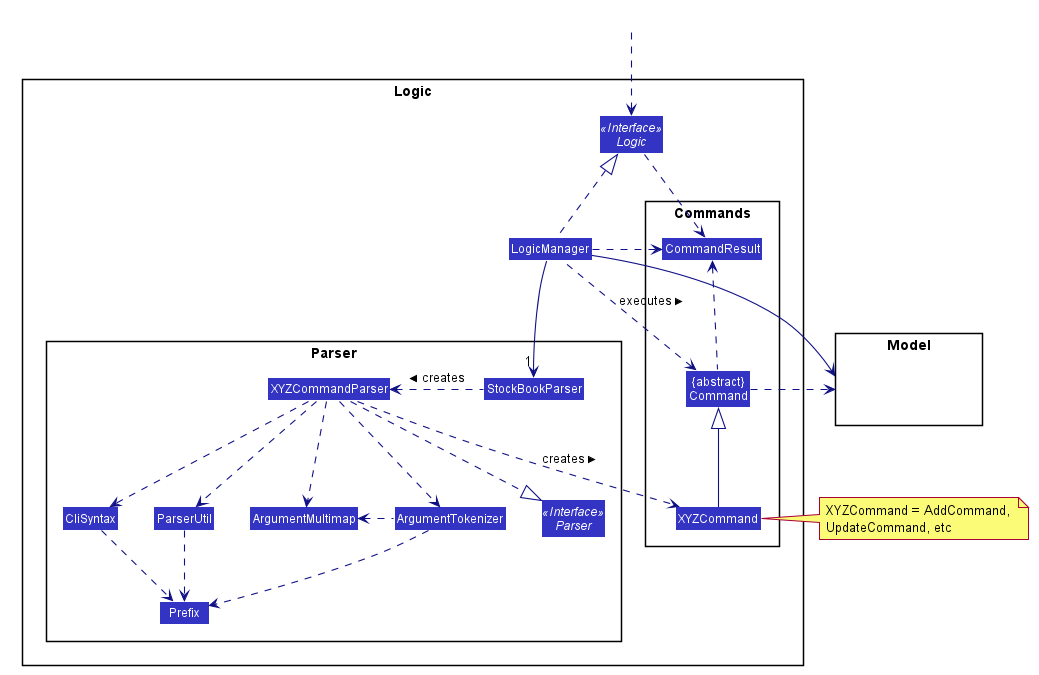 Logic
«Interface»
Logic
Commands
LogicManager
CommandResult
executes ►
Model
Parser
1
◄ creates
XYZCommandParser
StockBookParser
{abstract}
Command
creates ►
CliSyntax
ParserUtil
ArgumentMultimap
ArgumentTokenizer
«Interface»
Parser
XYZCommand
XYZCommand = AddCommand,
UpdateCommand, etc
Prefix